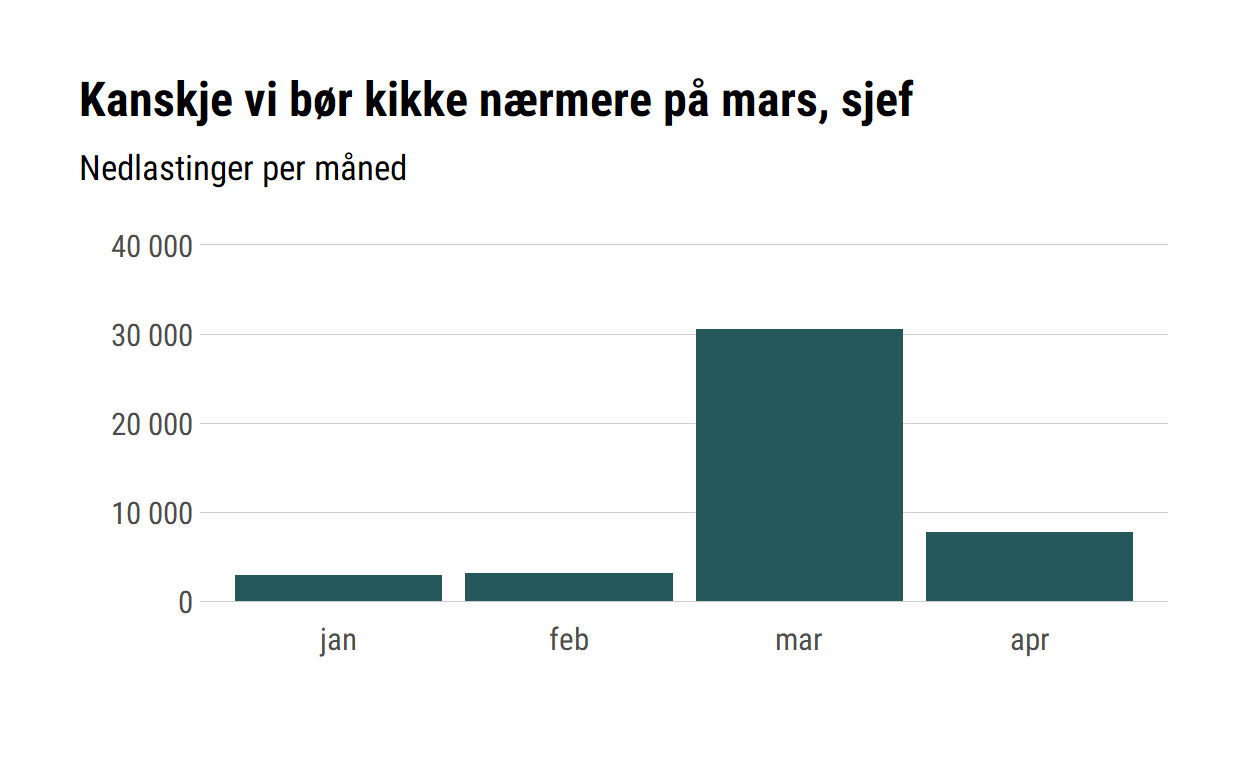 Kanskje vi bør kikke nærmere på mars, sjef
Nedlastinger per måned
40 000
30 000
20 000
10 000
0
jan feb mar apr